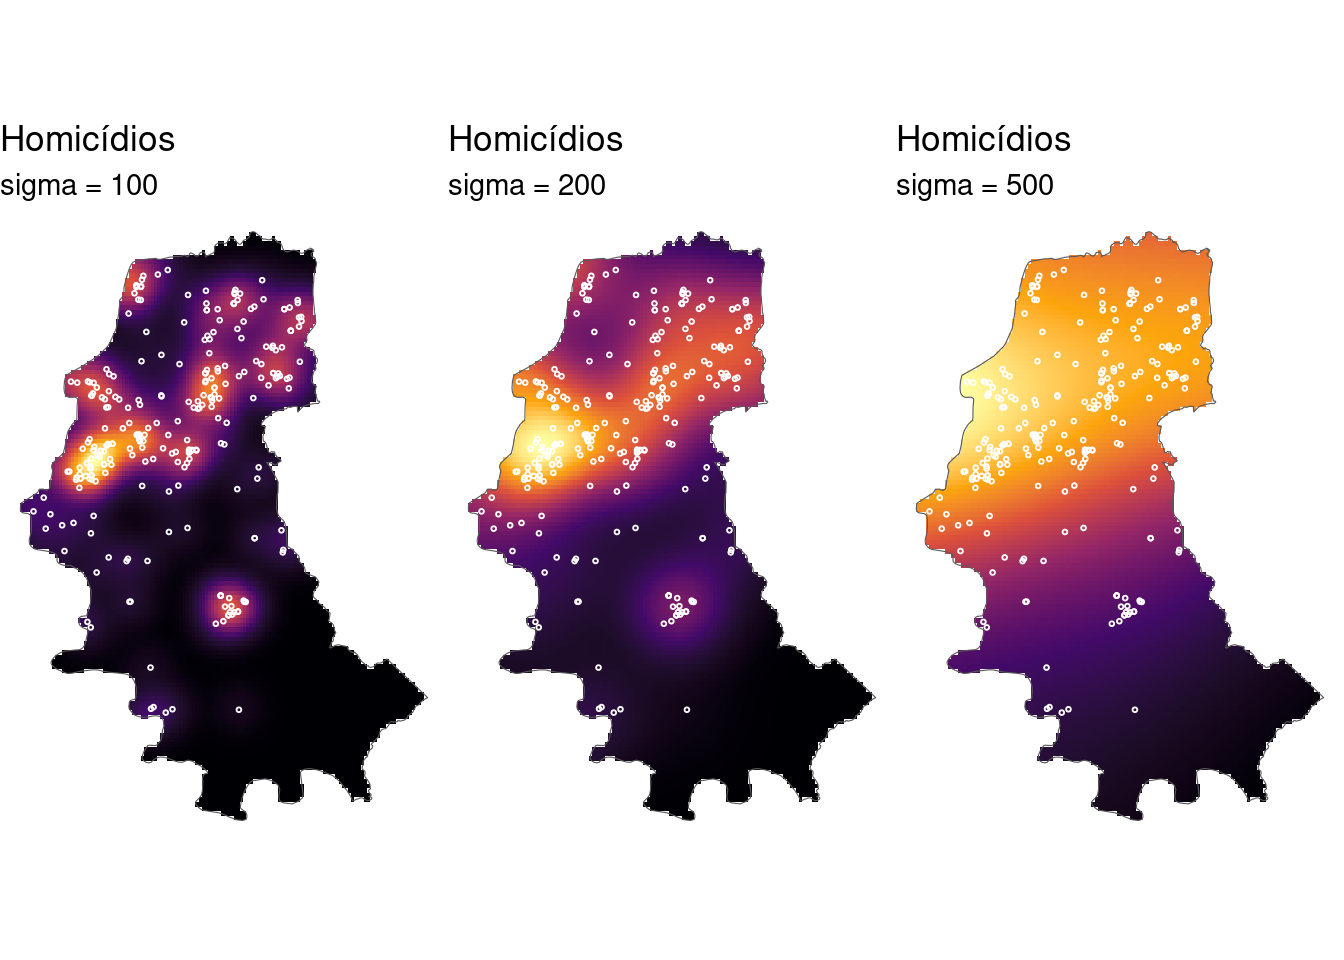 Homicídios
sigma = 100
Homicídios
sigma = 200
Homicídios
sigma = 500